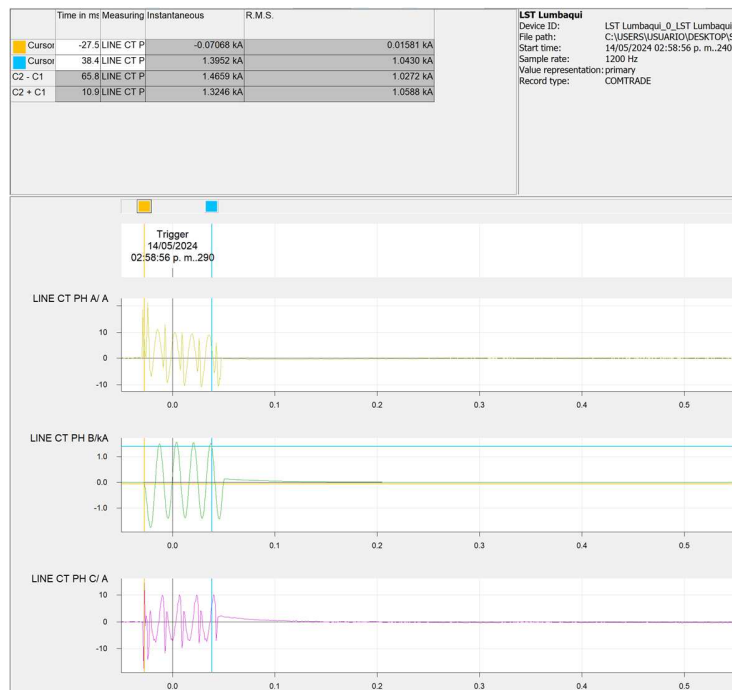 Time in ms Measuring Instantaneous R.M.S.
Cursor -27.5 LINE CT P -0.07068 kA 0.01581 kA
Cursor 38.4 LINE CT P 1.3952 kA 1.0430 kA
C2 - C1 65.8 LINE CT P 1.4659 kA 1.0272 kA
C2 + C1 10.9 LINE CT P 1.3246 kA 1.0588 kA
LST Lumbaqui
Device ID: LST Lumbaqui_0_LST Lumbaqui
File path: C:\USERS\USUARIO\DESKTOP\S
Start time: 14/05/2024 02:58:56 p. m..240
Sample rate: 1200 Hz
Value representation: primary
Record type: COMTRADE
Trigger
14/05/2024
02:58:56 p. m..290
LINE CT PH A/ A
10
0
-10
0.0 0.1 0.2 0.3 0.4 0.5
LINE CT PH B/kA
1.0
0.0
-1.0
0.0 0.1 0.2 0.3 0.4 0.5
LINE CT PH C/ A
10
0
-10
0.0 0.1 0.2 0.3 0.4 0.5